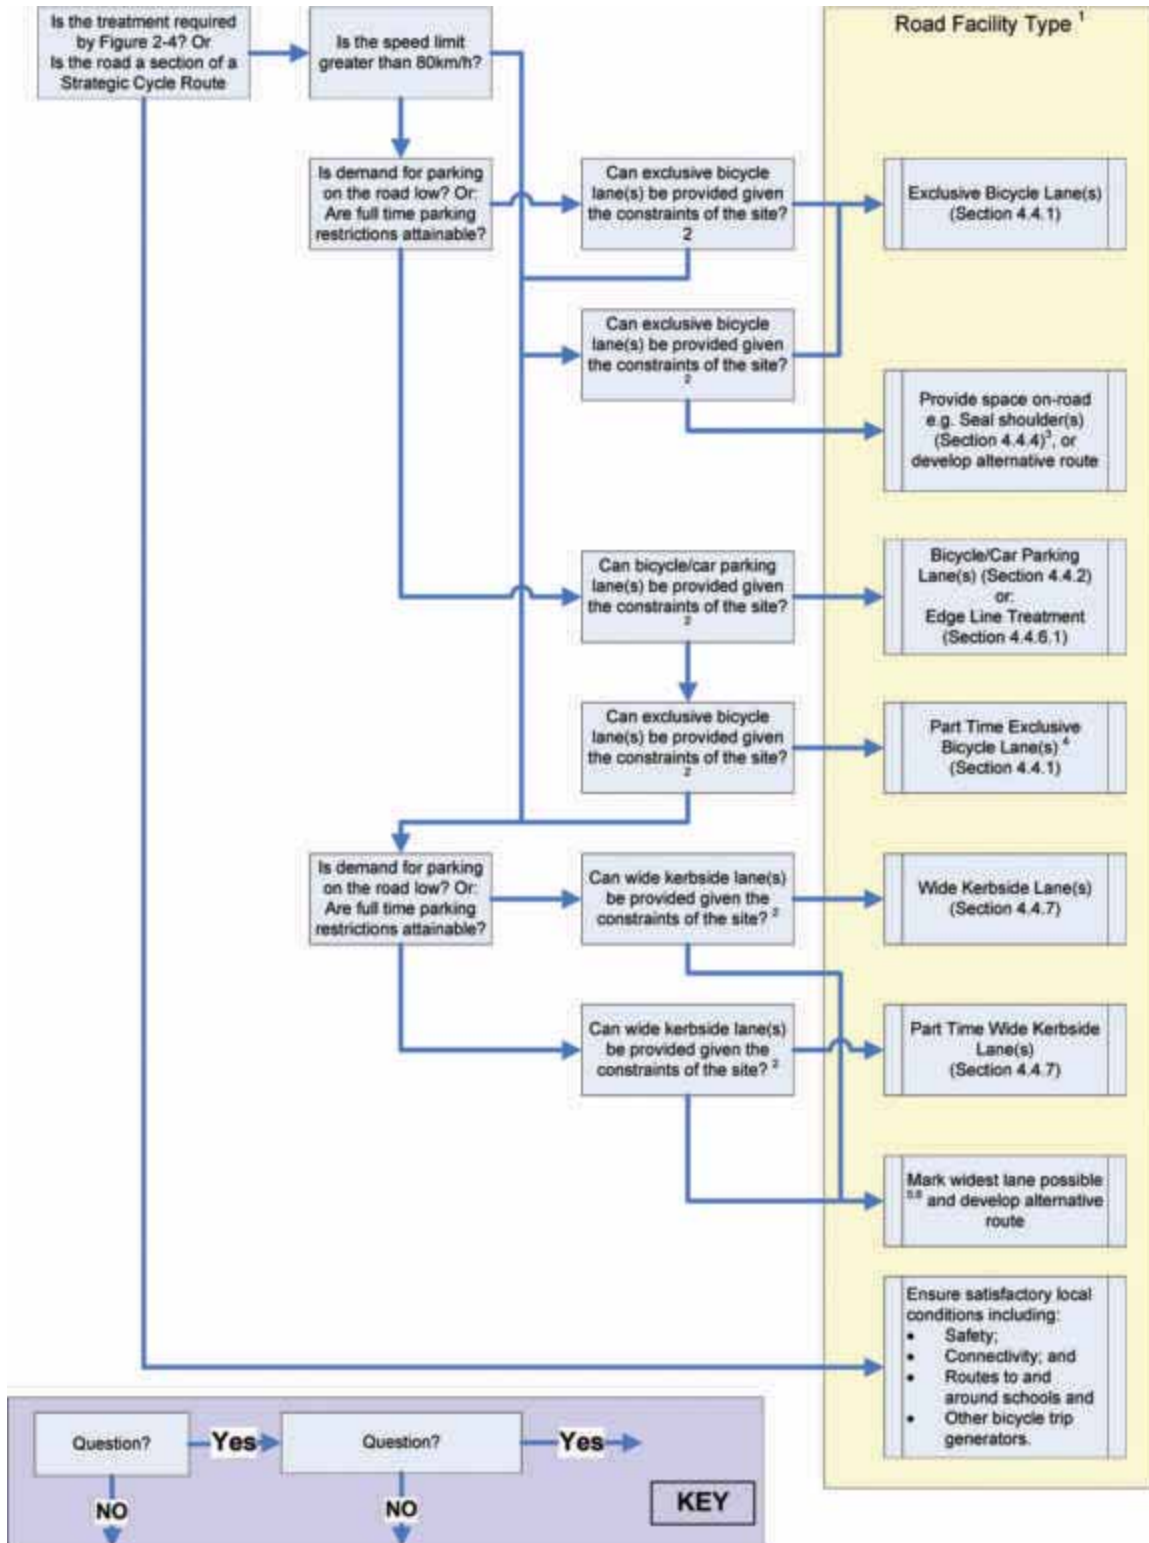 Is the treatment required
by Figure 2-4? Or
Is the road a section of a
Strategic Cycle Route
Is the speed limit
greater than 80km/h?
Road Facility Type 1
Is demand for parking
on the road low? Or:
Are full time parking
restrictions attainable?
Can exclusive bicycle
lane(s) be provided given
the constraints of the site?
2
Exclusive Bicycle Lane(s)
(Section 4.4.1)
Can exclusive bicycle
lane(s) be provided given
the constraints of the site?
2
Provide space on-road
e.g. Seal shoulder(s)
(Section 4.4.4)3, or
develop alternative route
Can bicycle/car parking
lane(s) be provided given
the constraints of the site?
2
Bicycle/Car Parking
Lane(s) (Section 4.4.2)
or:
Edge Line Treatment
(Section 4.4.6.1)
Can exclusive bicycle
lane(s) be provided given
the constraints of the site?
2
Part Time Exclusive
Bicycle Lane(s) 4
(Section 4.4.1)
Is demand for parking
on the road low? Or:
Are full time parking
restrictions attainable?
Can wide kerbside lane(s)
be provided given the
constraints of the site? 2
Wide Kerbside Lane(s)
(Section 4.4.7)
Can wide kerbside lane(s)
be provided given the
constraints of the site? 2
Part Time Wide Kerbside
Lane(s)
(Section 4.4.7)
Mark widest lane possible
and develop alternative
route
Ensure satisfactory local
conditions including:
• Safety;
• Connectivity; and
• Routes to and
around schools and
• Other bicycle trip
generators.
Question?
Yes
Question?
Yes
NO
NO
KEY